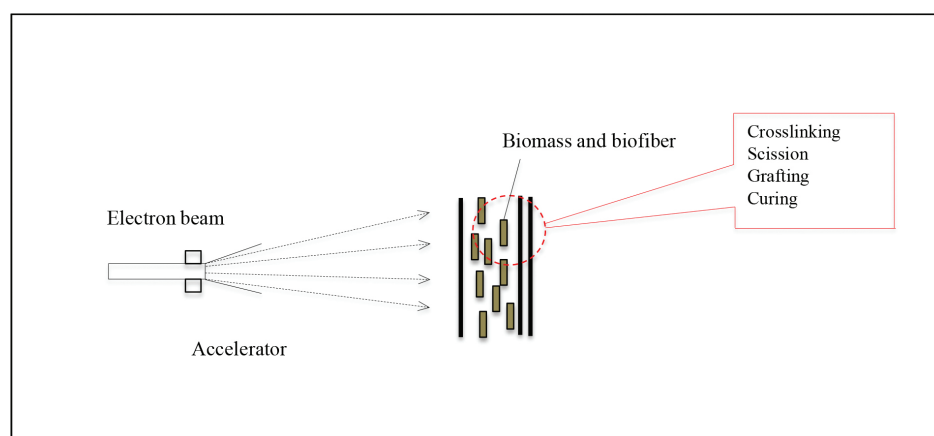 Electron beam
Accelerator
Biomass and biofiber
Crosslinking
Scission
Grafting
Curing